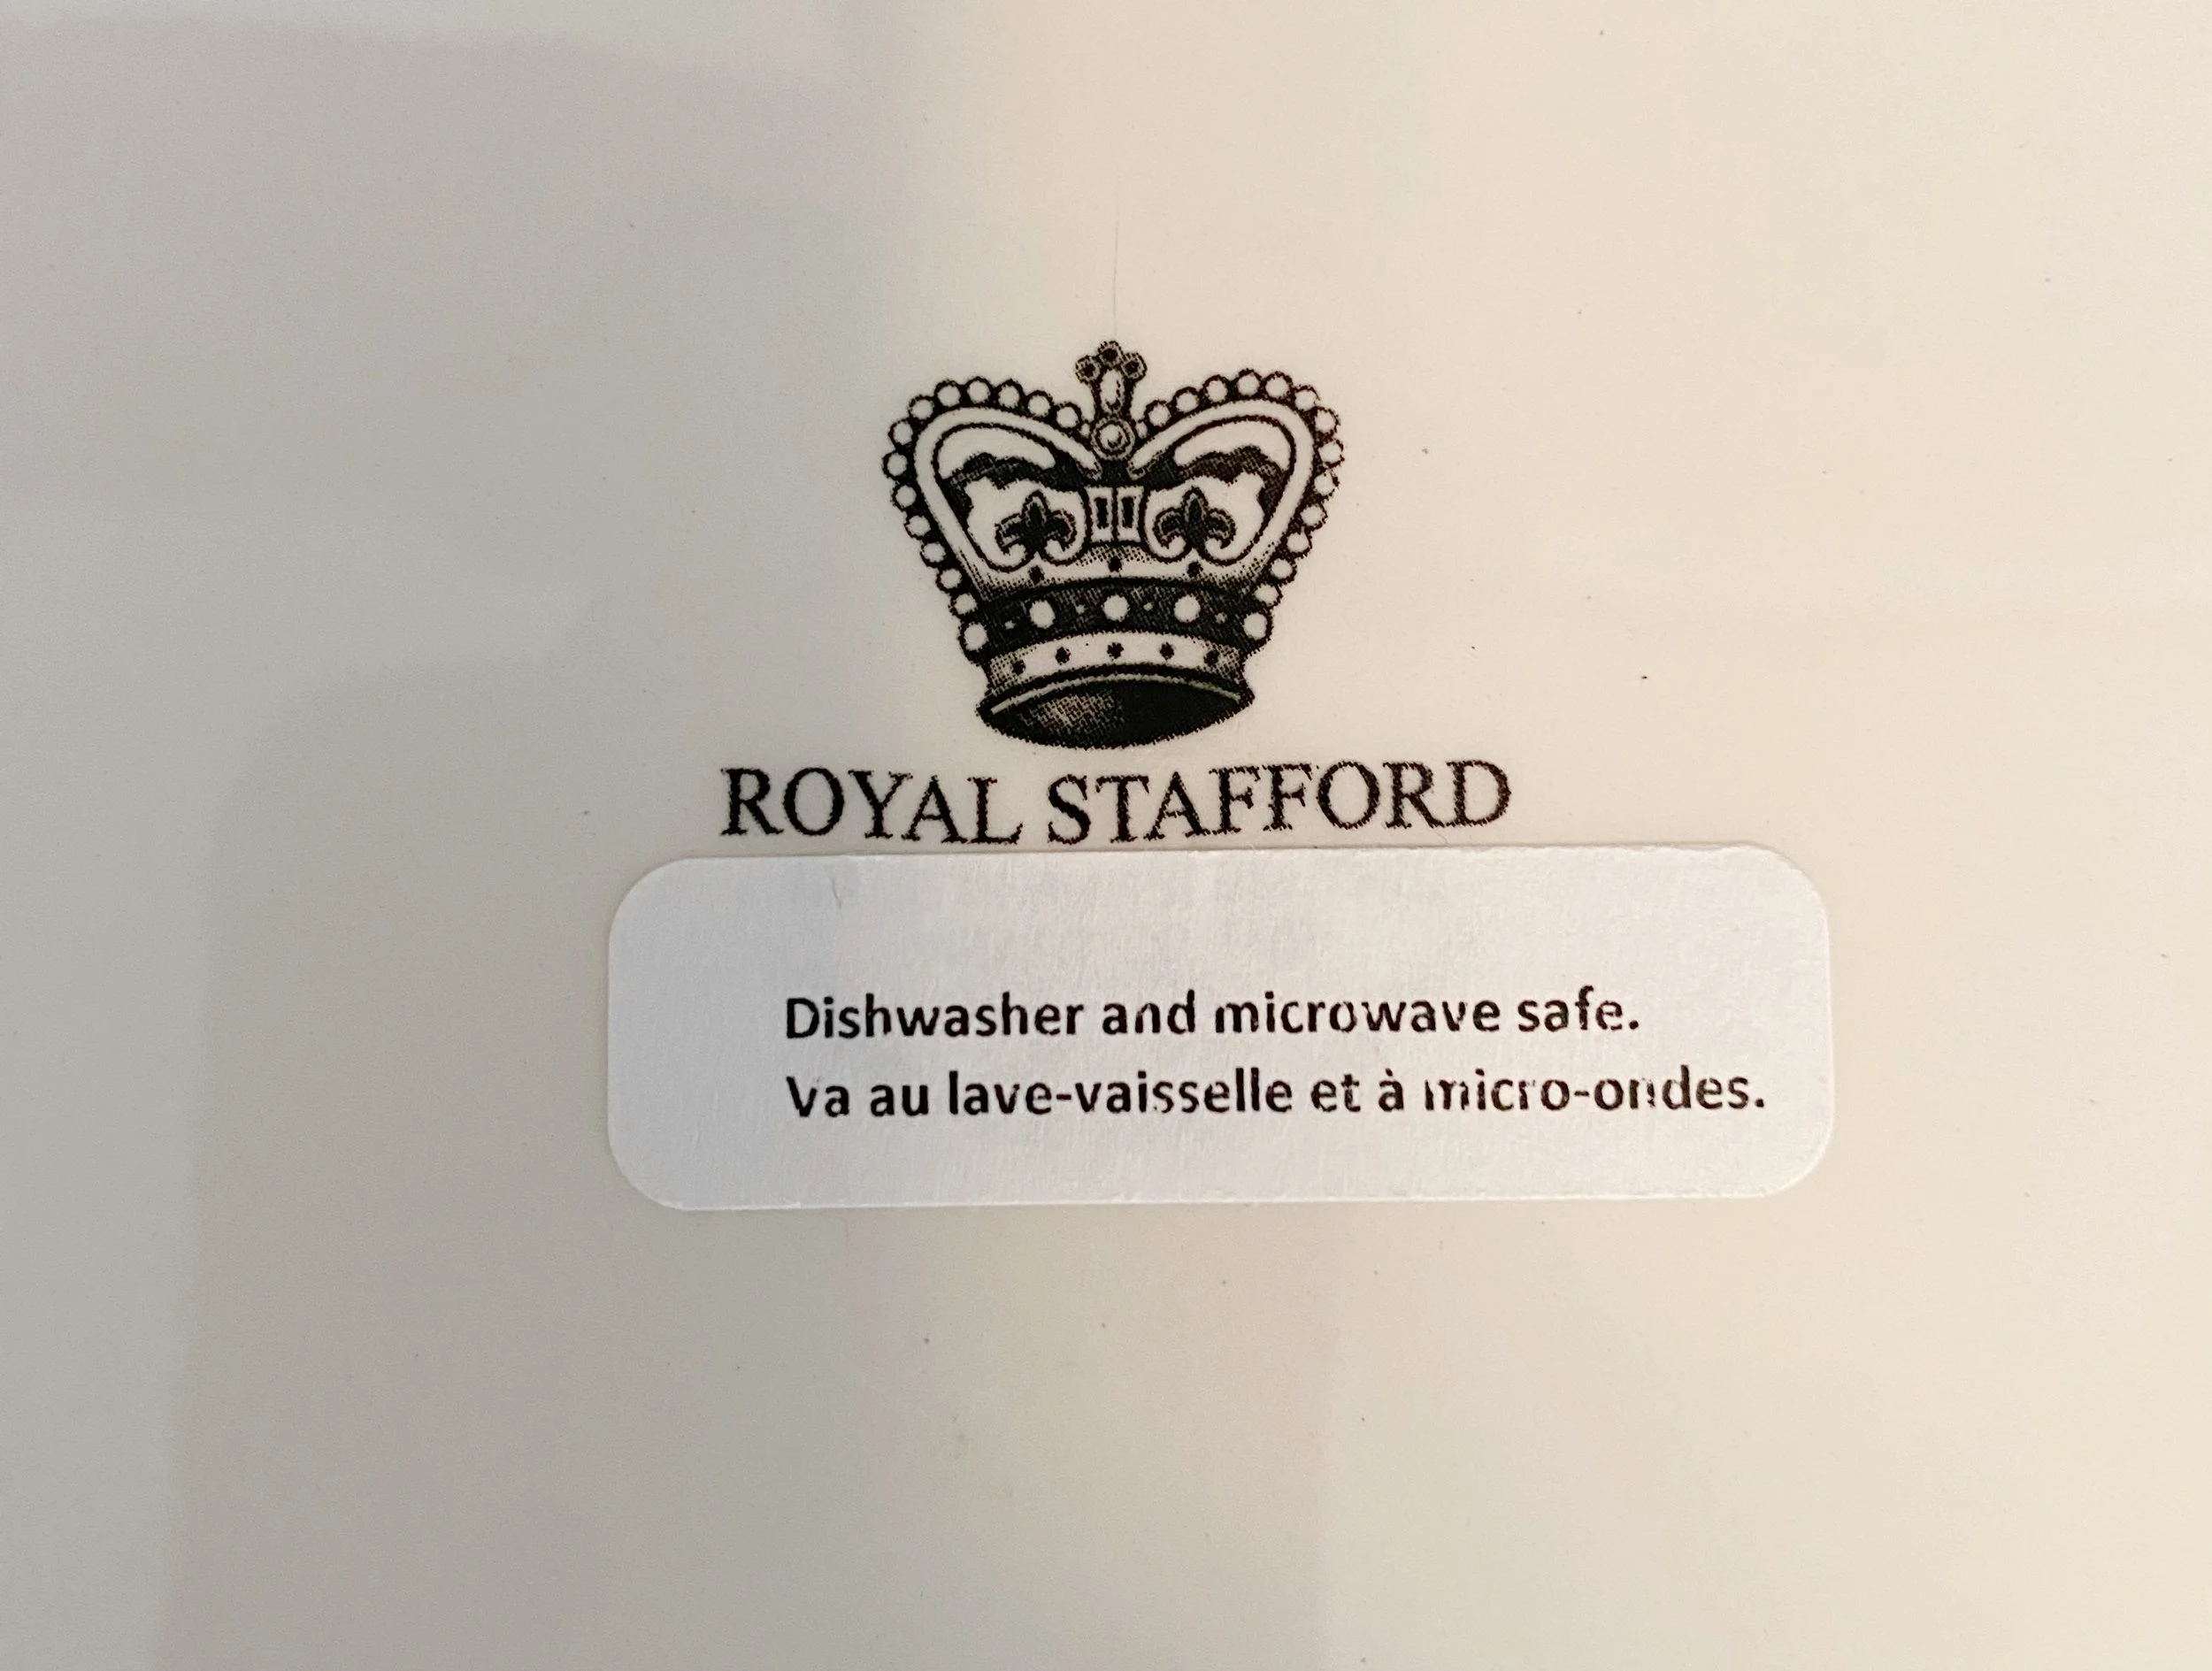 ROYAL STAFFORD
Dishwasher and microwave safe.
Va au lave-vaisselle et à micro-ondes.